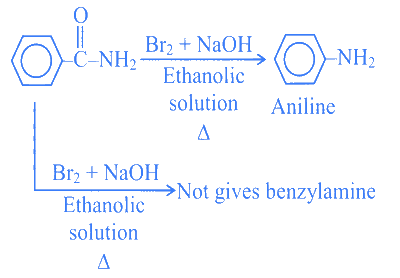 O
C–NH₂
Br₂ + NaOH
Ethanolic
solution
Δ
–NH₂
Aniline
Br₂ + NaOH
Ethanolic
solution
Δ
Not gives benzylamine